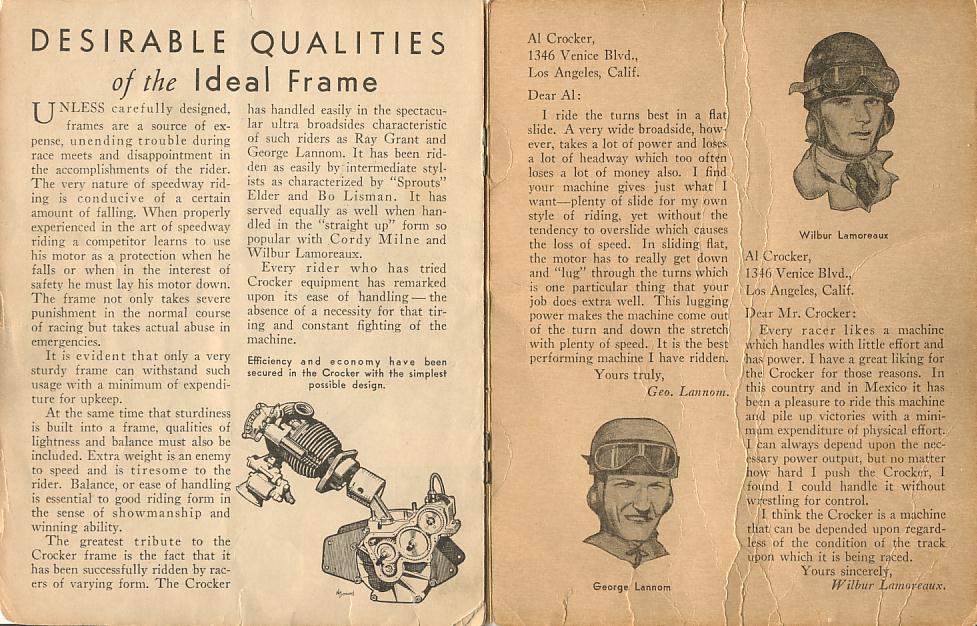 DESIRABLE QUALITIES
of the Ideal Frame
UNLESS carefully designed,
frames are a source of ex-
pense, unending trouble during
race meets and disappointment in
the accomplishments of the rider.
The very nature of speedway rid-
ing is conducive of a certain
amount of falling. When properly
experienced in the art of speedway
riding a competitor learns to use
his motor as a protection when he
falls or when in the interest of
safety he must lay his motor down.
The frame not only takes severe
punishment in the normal course
of racing but takes actual abuse in
emergencies.
It is evident that only a very
sturdy frame can withstand such
usage with a minimum of expendi-
ture for upkeep.
At the same time that sturdiness
is built into a frame, qualities of
lightness and balance must also be
included. Extra weight is an enemy
to speed and is tiresome to the
rider. Balance, or ease of handling
is essential to good riding form in
the sense of showmanship and
winning ability.
The greatest tribute to the
Crocker frame is the fact that it
has been successfully ridden by rac-
ers of varying form. The Crocker
has handled easily in the spectacu-
lar ultra broadsides characteristic
of such riders as Ray Grant and
George Lannom. It has been rid-
den as easily by intermediate styl-
ists as characterized by "Sprouts"
Elder and Bo Lisman. It has
served equally as well when han-
dled in the "straight up" form so
popular with Cordy Milne and
Wilbur Lamoreaux.
Every rider who has tried
Crocker equipment has remarked
upon its ease of handling — the
absence of a necessity for that tir-
ing and constant fighting of the
machine.
Efficiency and economy have been
secured in the Crocker with the simplest
possible design.
Al Crocker,
1346 Venice Blvd.,
Los Angeles, Calif.
Dear Al:
I ride the turns best in a flat
slide. A very wide broadside, how-
ever, takes a lot of power and loses
a lot of headway which too often
loses a lot of money also. I find
your machine gives just what I
want—plenty of slide for my own
style of riding, yet without the
tendency to overslide which causes
the loss of speed. In sliding flat,
the motor has to really get down
and "lug" through the turns which
is one particular thing that your
job does extra well. This lugging
power makes the machine come out
of the turn and down the stretch
with plenty of speed. It is the best
performing machine I have ridden.
Yours truly,
Geo. Lannom.
George Lannom
Wilbur Lamoreaux
Al Crocker,
1346 Venice Blvd.,
Los Angeles, Calif.
Dear Mr. Crocker:
Every racer likes a machine
which handles with little effort and
has power. I have a great liking for
the Crocker for those reasons. In
this country and in Mexico it has
been a pleasure to ride this machine
and pile up victories with a mini-
mum expenditure of physical effort.
I can always depend upon the nec-
essary power output, but no matter
how hard I push the Crocker, I
found I could handle it without
wrestling for control.
I think the Crocker is a machine
that can be depended upon regard-
less of the condition of the track
upon which it is being raced.
Yours sincerely,
Wilbur Lamoreaux.